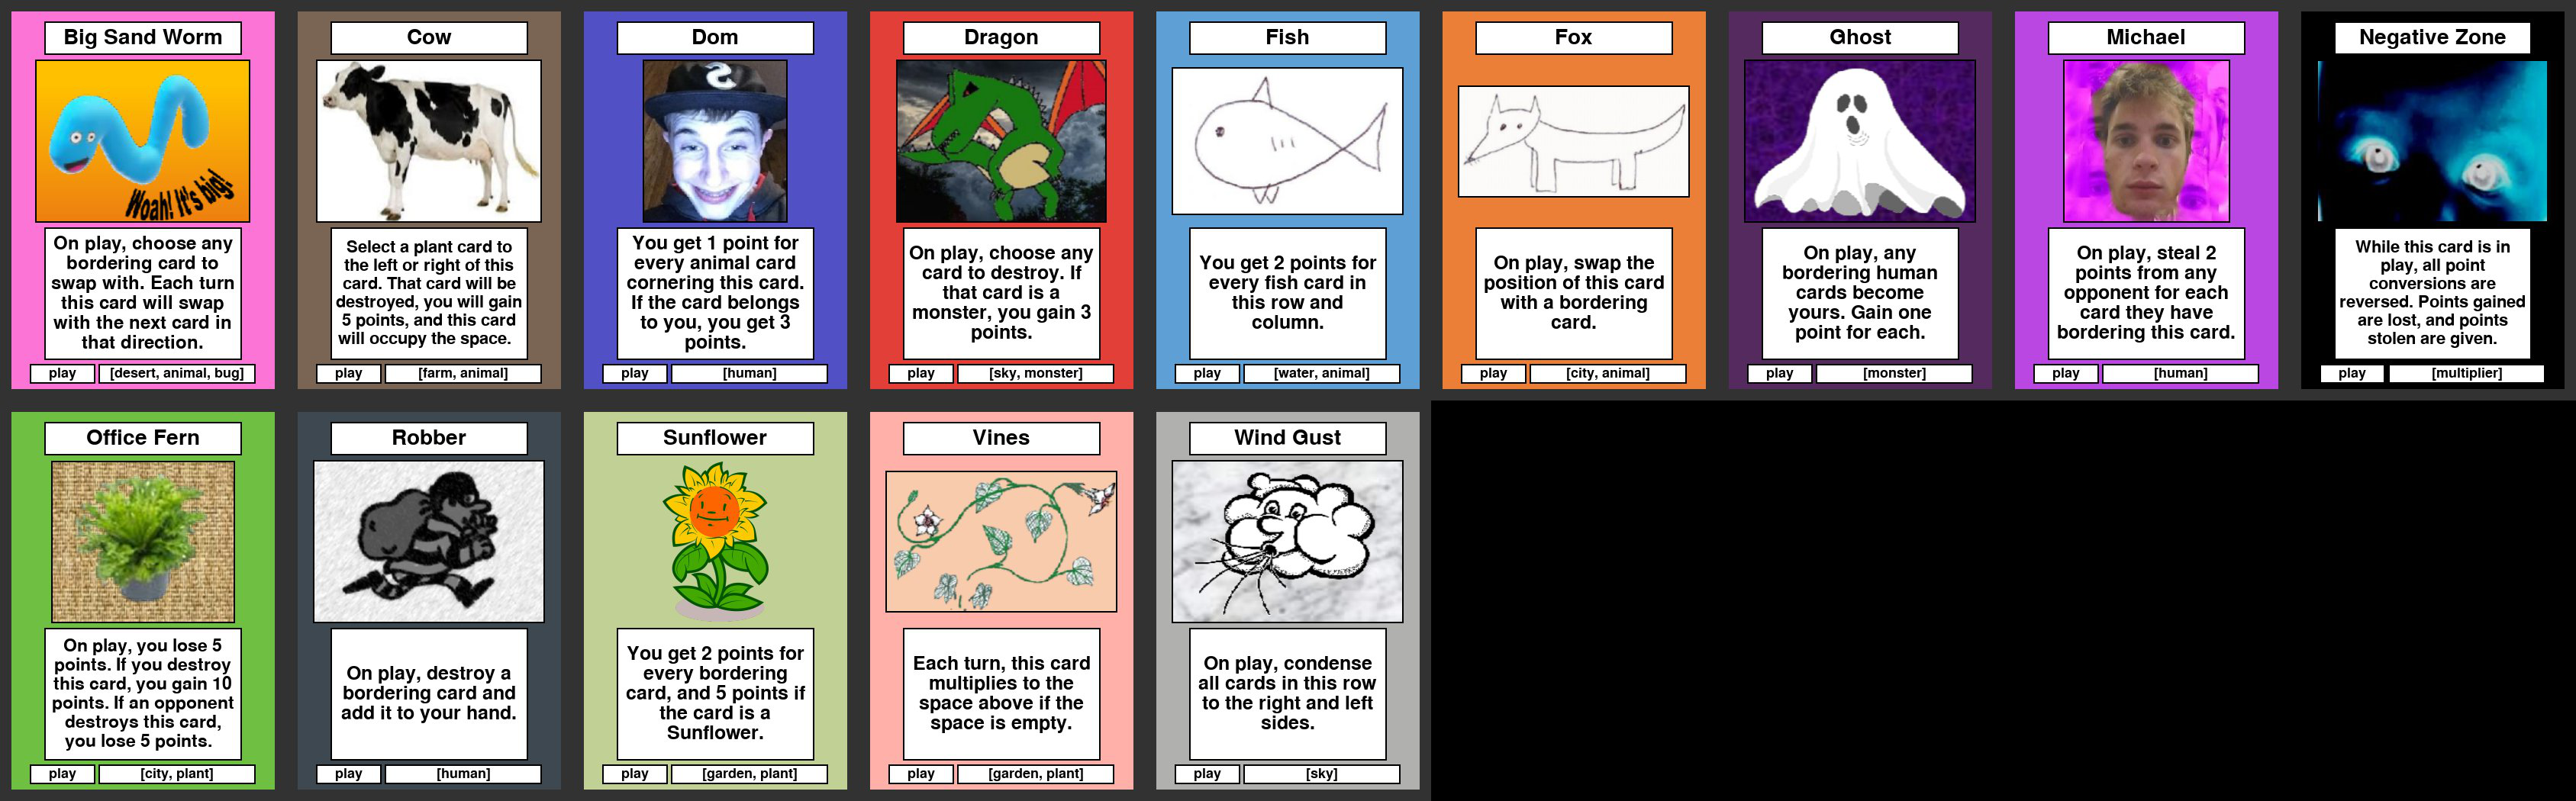 Big Sand Worm
Woah! It's big!
On play, choose any
bordering card to
swap with. Each turn
this card will swap
with the next card in
that direction.
play
[desert, animal, bug]
Cow
Select a plant card to
the left or right of this
card. That card will be
destroyed, you will gain
5 points, and this card
will occupy the space.
play
[farm, animal]
Dom
You get 1 point for
every animal card
cornering this card.
If the card belongs
to you, you get 3
points.
play
[human]
Dragon
On play, choose any
card to destroy. If
that card is a
monster, you gain 3
points.
play
[sky, monster]
Fish
You get 2 points for
every fish card in
this row and
column.
play
[water, animal]
Fox
On play, swap the
position of this card
with a bordering
card.
play
[city, animal]
Ghost
On play, any
bordering human
cards become
yours. Gain one
point for each.
play
[monster]
Michael
On play, steal 2
points from any
opponent for each
card they have
bordering this card.
play
[human]
Negative Zone
While this card is in
play, all point
conversions are
reversed. Points gained
are lost, and points
stolen are given.
play
[multiplier]
Office Fern
On play, you lose 5
points. If you destroy
this card, you gain 10
points. If an opponent
destroys this card,
you lose 5 points.
play
[city, plant]
Robber
On play, destroy a
bordering card and
add it to your hand.
play
[human]
Sunflower
You get 2 points for
every bordering
card, and 5 points if
the card is a
Sunflower.
play
[garden, plant]
Vines
Each turn, this card
multiplies to the
space above if the
space is empty.
play
[garden, plant]
Wind Gust
On play, condense
all cards in this row
to the right and left
sides.
play
[sky]